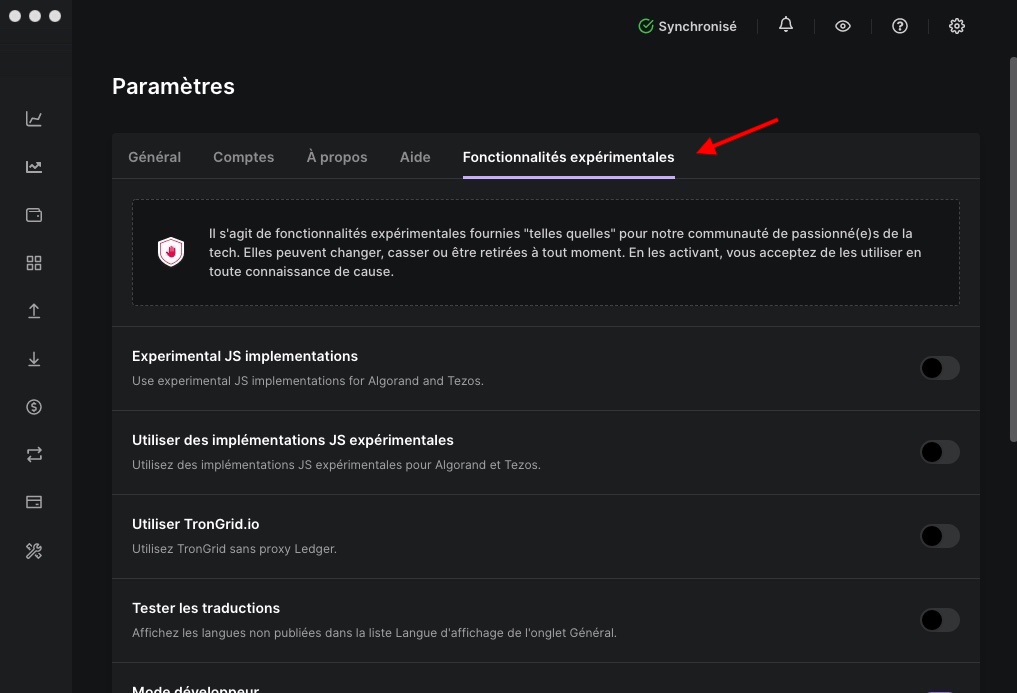 Synchronisé
Paramètres
Général
Comptes
À propos
Aide
Fonctionnalités expérimentales
Il s'agit de fonctionnalités expérimentales fournies "telles quelles" pour notre communauté de passionné(e)s de la
tech. Elles peuvent changer, casser ou être retirées à tout moment. En les activant, vous acceptez de les utiliser en
toute connaissance de cause.
Experimental JS implementations
Use experimental JS implementations for Algorand and Tezos.
Utiliser des implémentations JS expérimentales
Utilisez des implémentations JS expérimentales pour Algorand et Tezos.
Utiliser TronGrid.io
Utilisez TronGrid sans proxy Ledger.
Tester les traductions
Affichez les langues non publiées dans la liste Langue d'affichage de l'onglet Général.
Mode développeur